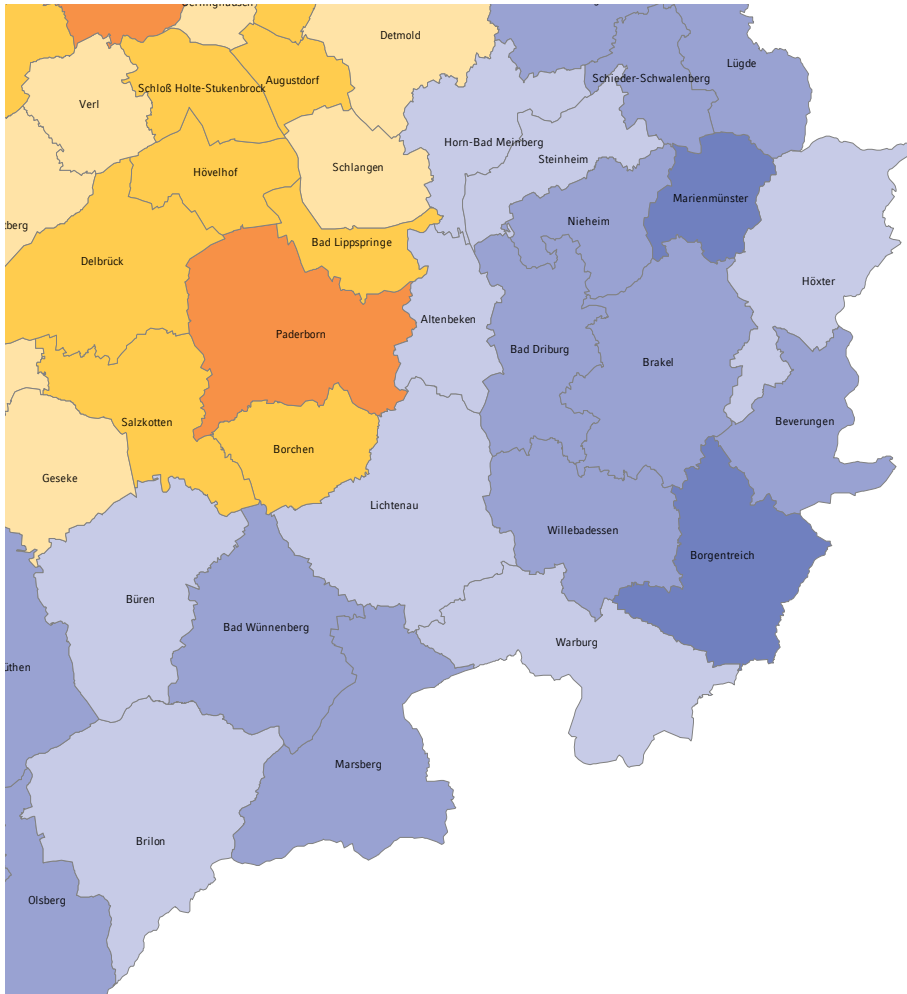 Detmold
Lügde
Schieder-Schwalenberg
Augustdorf
Schloß Holte-Stukenbrock
Verl
Horn-Bad Meinberg
Steinheim
Schlangen
Hövelhof
Marienmünster
Nieheim
Bad Lippspringe
Delbrück
Höxter
Altenbeken
Paderborn
Bad Driburg
Brakel
Salzkotten
Beverungen
Borchen
Geseke
Lichtenau
Willebadessen
Borgentreich
Büren
Bad Wünnenberg
Warburg
Marsberg
Brilon
Olsberg